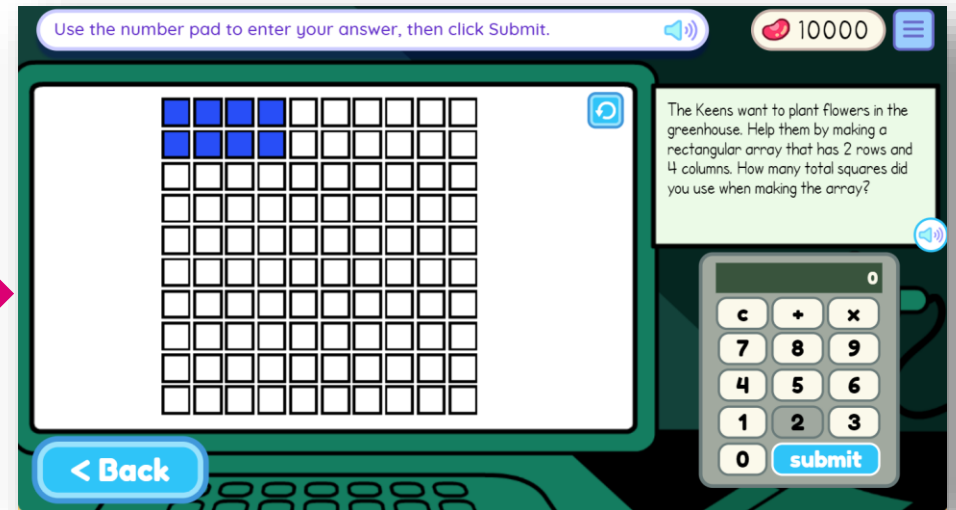 Use the number pad to enter your answer, then click Submit.
10000
The Keens want to plant flowers in the
greenhouse. Help them by making a
rectangular array that has 2 rows and
4 columns. How many total squares did
you use when making the array?
0
C + x
7 8 9
4 5 6
1 2 3
0 submit
< Back